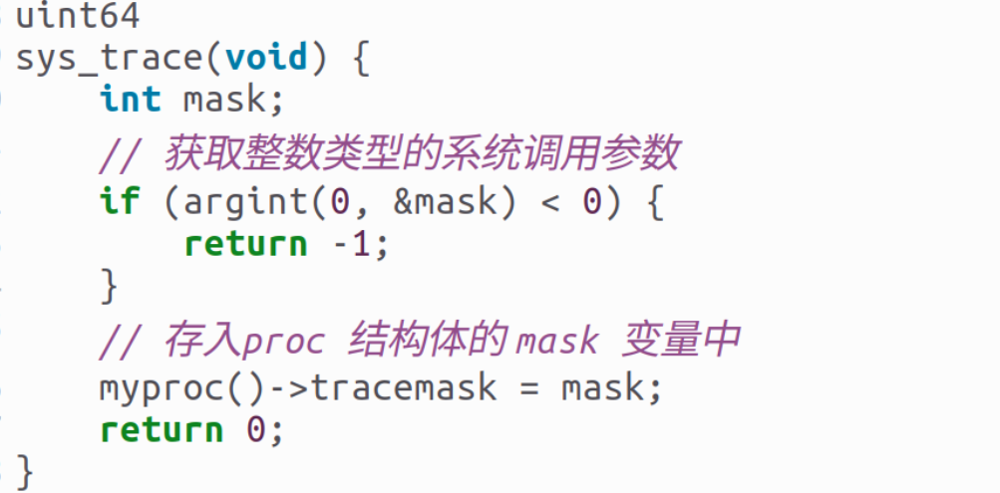 uint64
sys_trace(void) {
    int mask;
    // 获取整数类型的系统调用参数
    if (argint(0, &mask) < 0) {
        return -1;
    }
    // 存入proc 结构体的 mask 变量中
    myproc()->tracemask = mask;
    return 0;
}